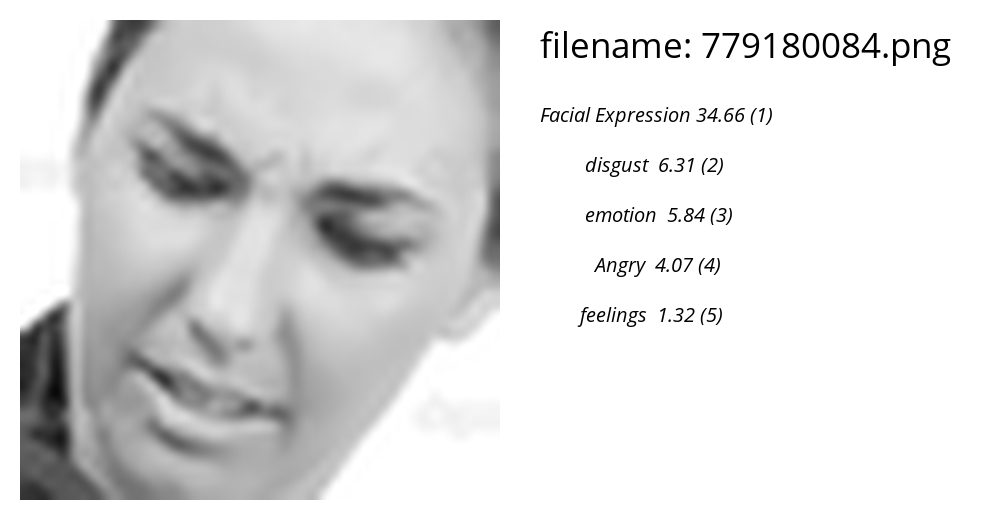 filename: 779180084.png
Facial Expression 34.66 (1)
disgust 6.31 (2)
emotion 5.84 (3)
Angry 4.07 (4)
feelings 1.32 (5)